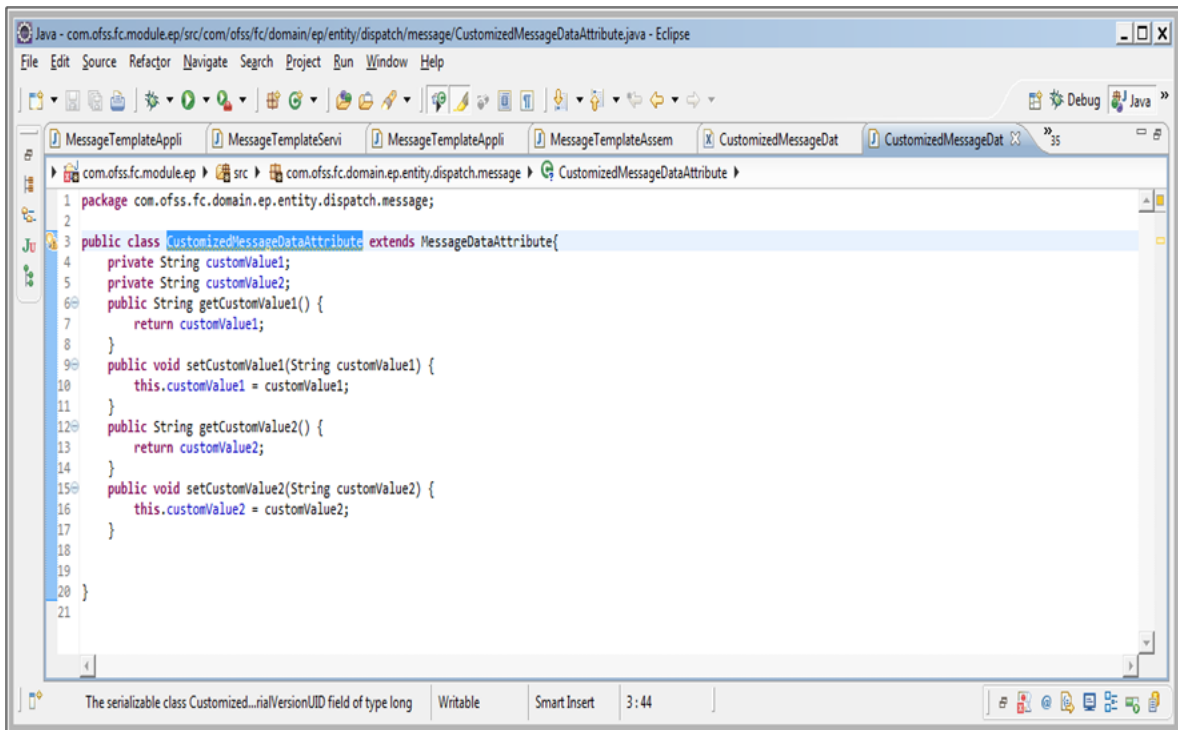 Java - com.ofss.fc.module.ep/src/com/ofss/fc/domain/ep/entity/dispatch/message/CustomizedMessageDataAttribute.java - Eclipse
File Edit Source Refactor Navigate Search Project Run Window Help
Debug Java »
MessageTemplateAppli MessageTemplateServi MessageTemplateAppli MessageTemplateAssem CustomizedMessageDat CustomizedMessageDat »35
com.ofss.fc.module.ep src com.ofss.fc.domain.ep.entity.dispatch.message CustomizedMessageDataAttribute
1 package com.ofss.fc.domain.ep.entity.dispatch.message;
2
3 public class CustomizedMessageDataAttribute extends MessageDataAttribute{
4 private String customValue1;
5 private String customValue2;
6 public String getCustomValue1() {
7 return customValue1;
8 }
9 public void setCustomValue1(String customValue1) {
10 this.customValue1 = customValue1;
11 }
12 public String getCustomValue2() {
13 return customValue2;
14 }
15 public void setCustomValue2(String customValue2) {
16 this.customValue2 = customValue2;
17 }
18
19
20 }
21
The serializable class Customized...rialVersionUID field of type long Writable Smart Insert 3 : 44